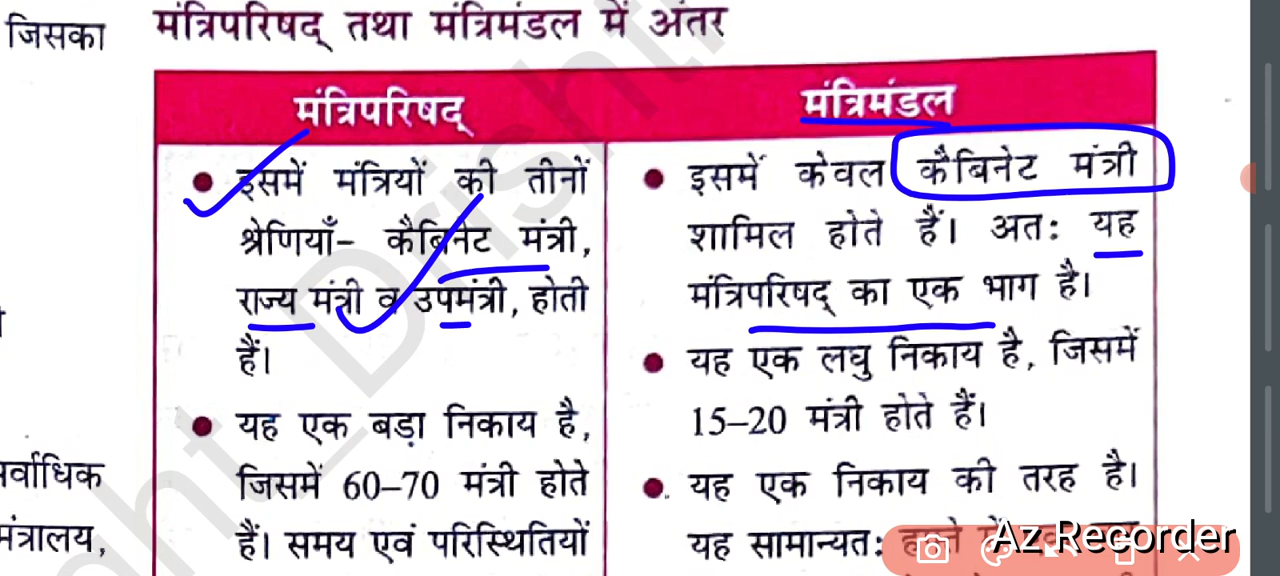 जिसका
मंत्रिपरिषद् तथा मंत्रिमंडल में अंतर
मंत्रिपरिषद्
इसमें मंत्रियों की तीनों
श्रेणियाँ– कैबिनेट मंत्री,
राज्य मंत्री व उपमंत्री, होती
हैं।
यह एक बड़ा निकाय है,
जिसमें 60–70 मंत्री होते
हैं। समय एवं परिस्थितियों
मंत्रिमंडल
इसमें केवल कैबिनेट मंत्री
शामिल होते हैं। अतः यह
मंत्रिपरिषद् का एक भाग है।
यह एक लघु निकाय है, जिसमें
15–20 मंत्री होते हैं।
यह एक निकाय की तरह है।
यह सामान्यतः
मंत्रालय,
Az Recorder